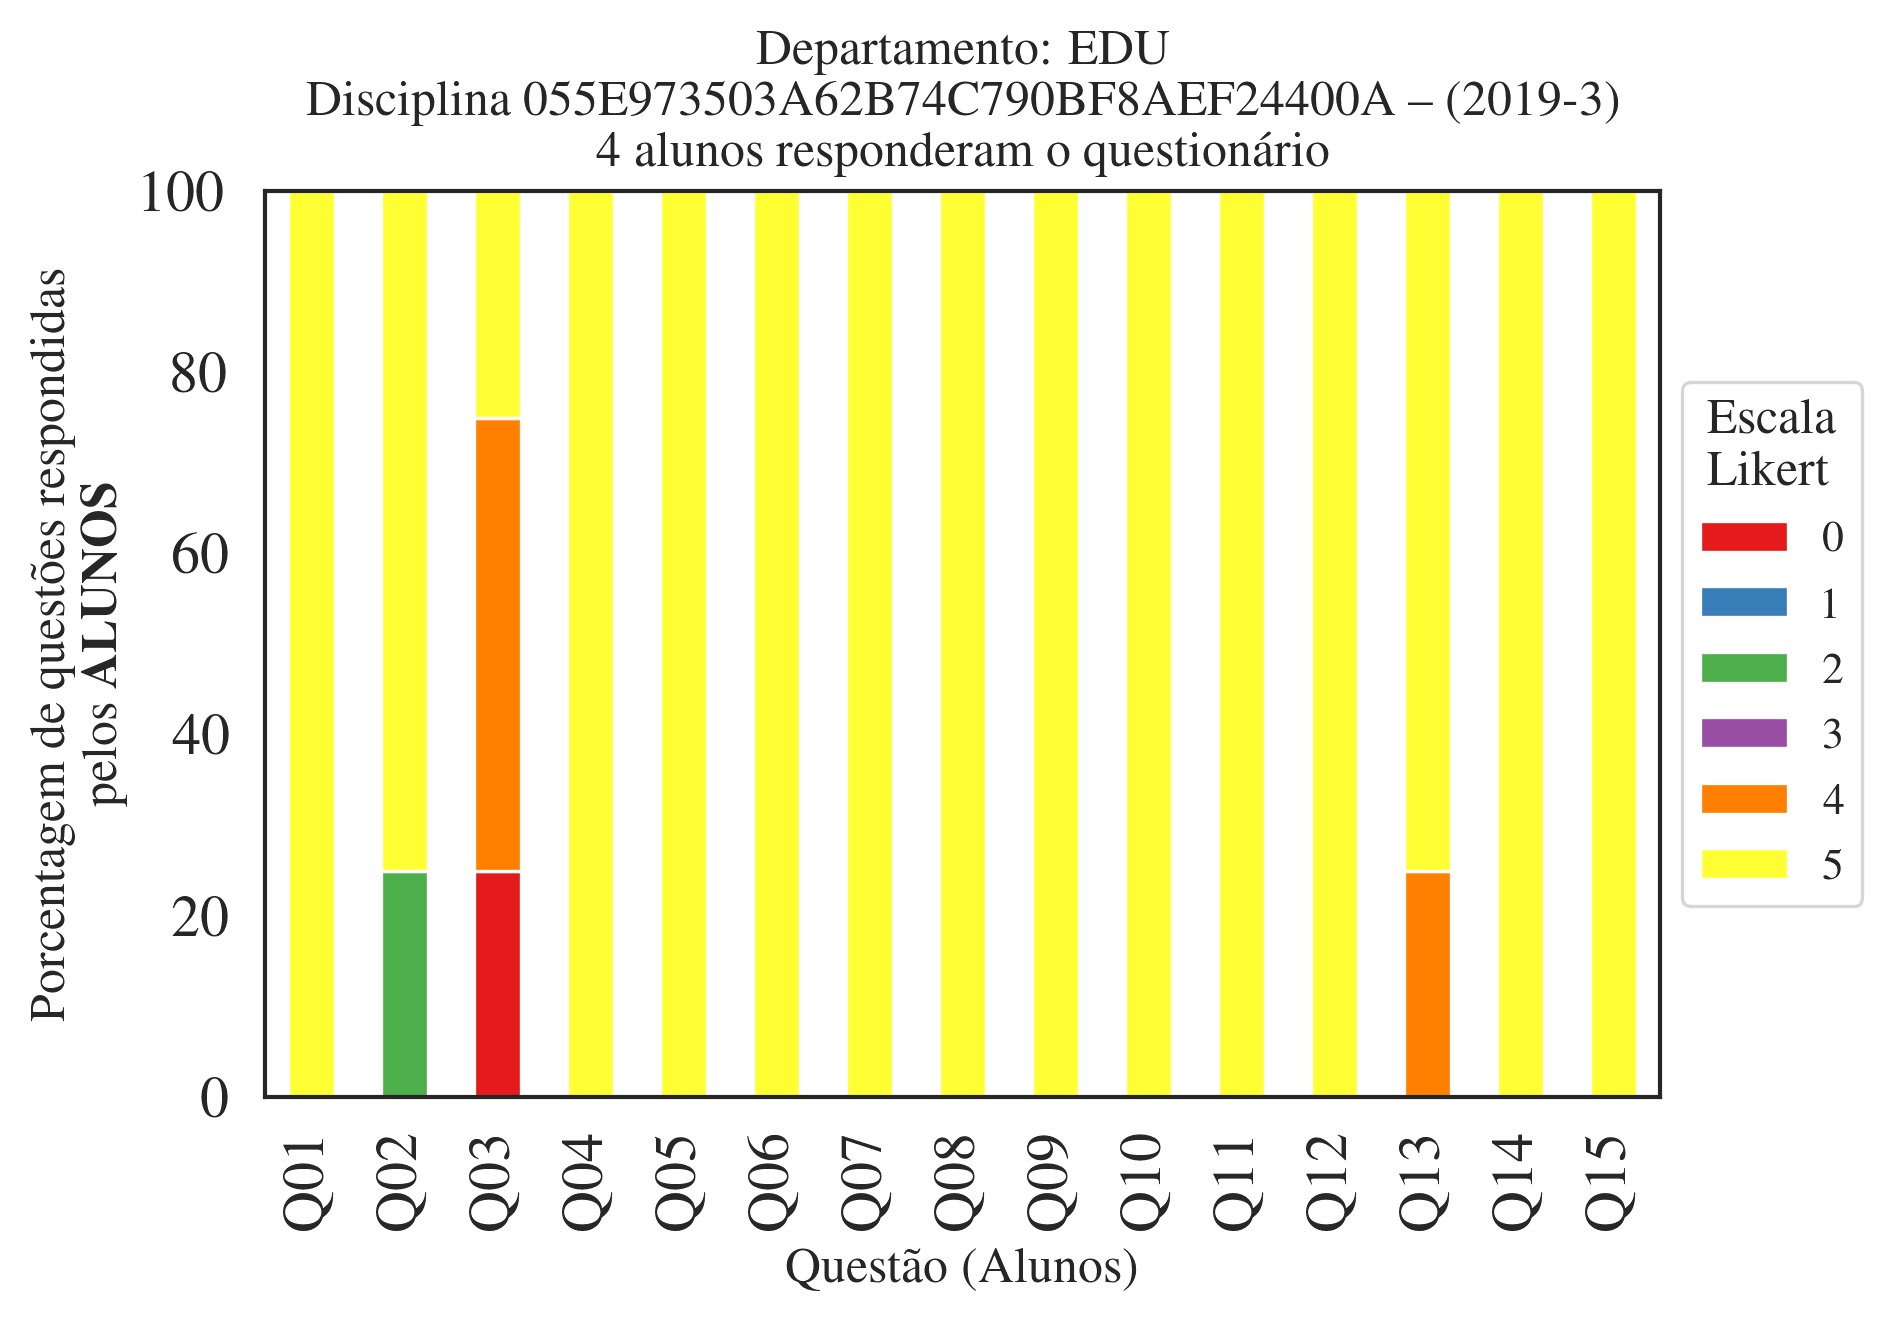 Departamento: EDU
Disciplina 055E973503A62B74C790BF8AEF24400A – (2019-3)
4 alunos responderam o questionário
Porcentagem de questões respondidas
pelos ALUNOS
100
80
60
40
20
0
Q01
Q02
Q03
Q04
Q05
Q06
Q07
Q08
Q09
Q10
Q11
Q12
Q13
Q14
Q15
Questão (Alunos)
Escala
Likert
0
1
2
3
4
5